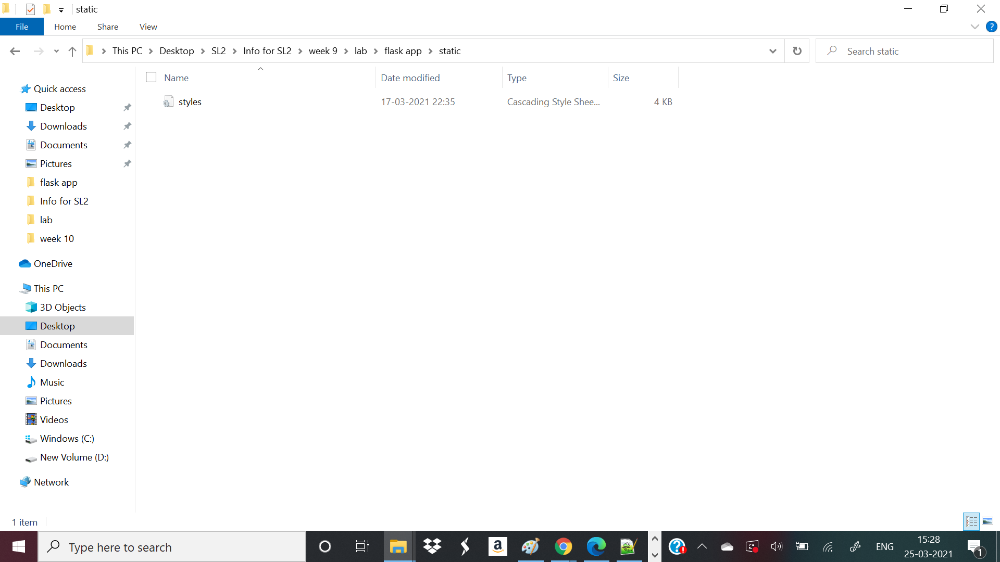 static
File Home Share View
This PC Desktop SL2 Info for SL2 week 9 lab flask app static
Search static
Name Date modified Type Size
styles 17-03-2021 22:35 Cascading Style Shee... 4 KB
Quick access
Desktop
Downloads
Documents
Pictures
flask app
Info for SL2
lab
week 10
OneDrive
This PC
3D Objects
Desktop
Documents
Downloads
Music
Pictures
Videos
Windows (C:)
New Volume (D:)
Network
1 item
Type here to search
a
ENG
15:28
25-03-2021
1